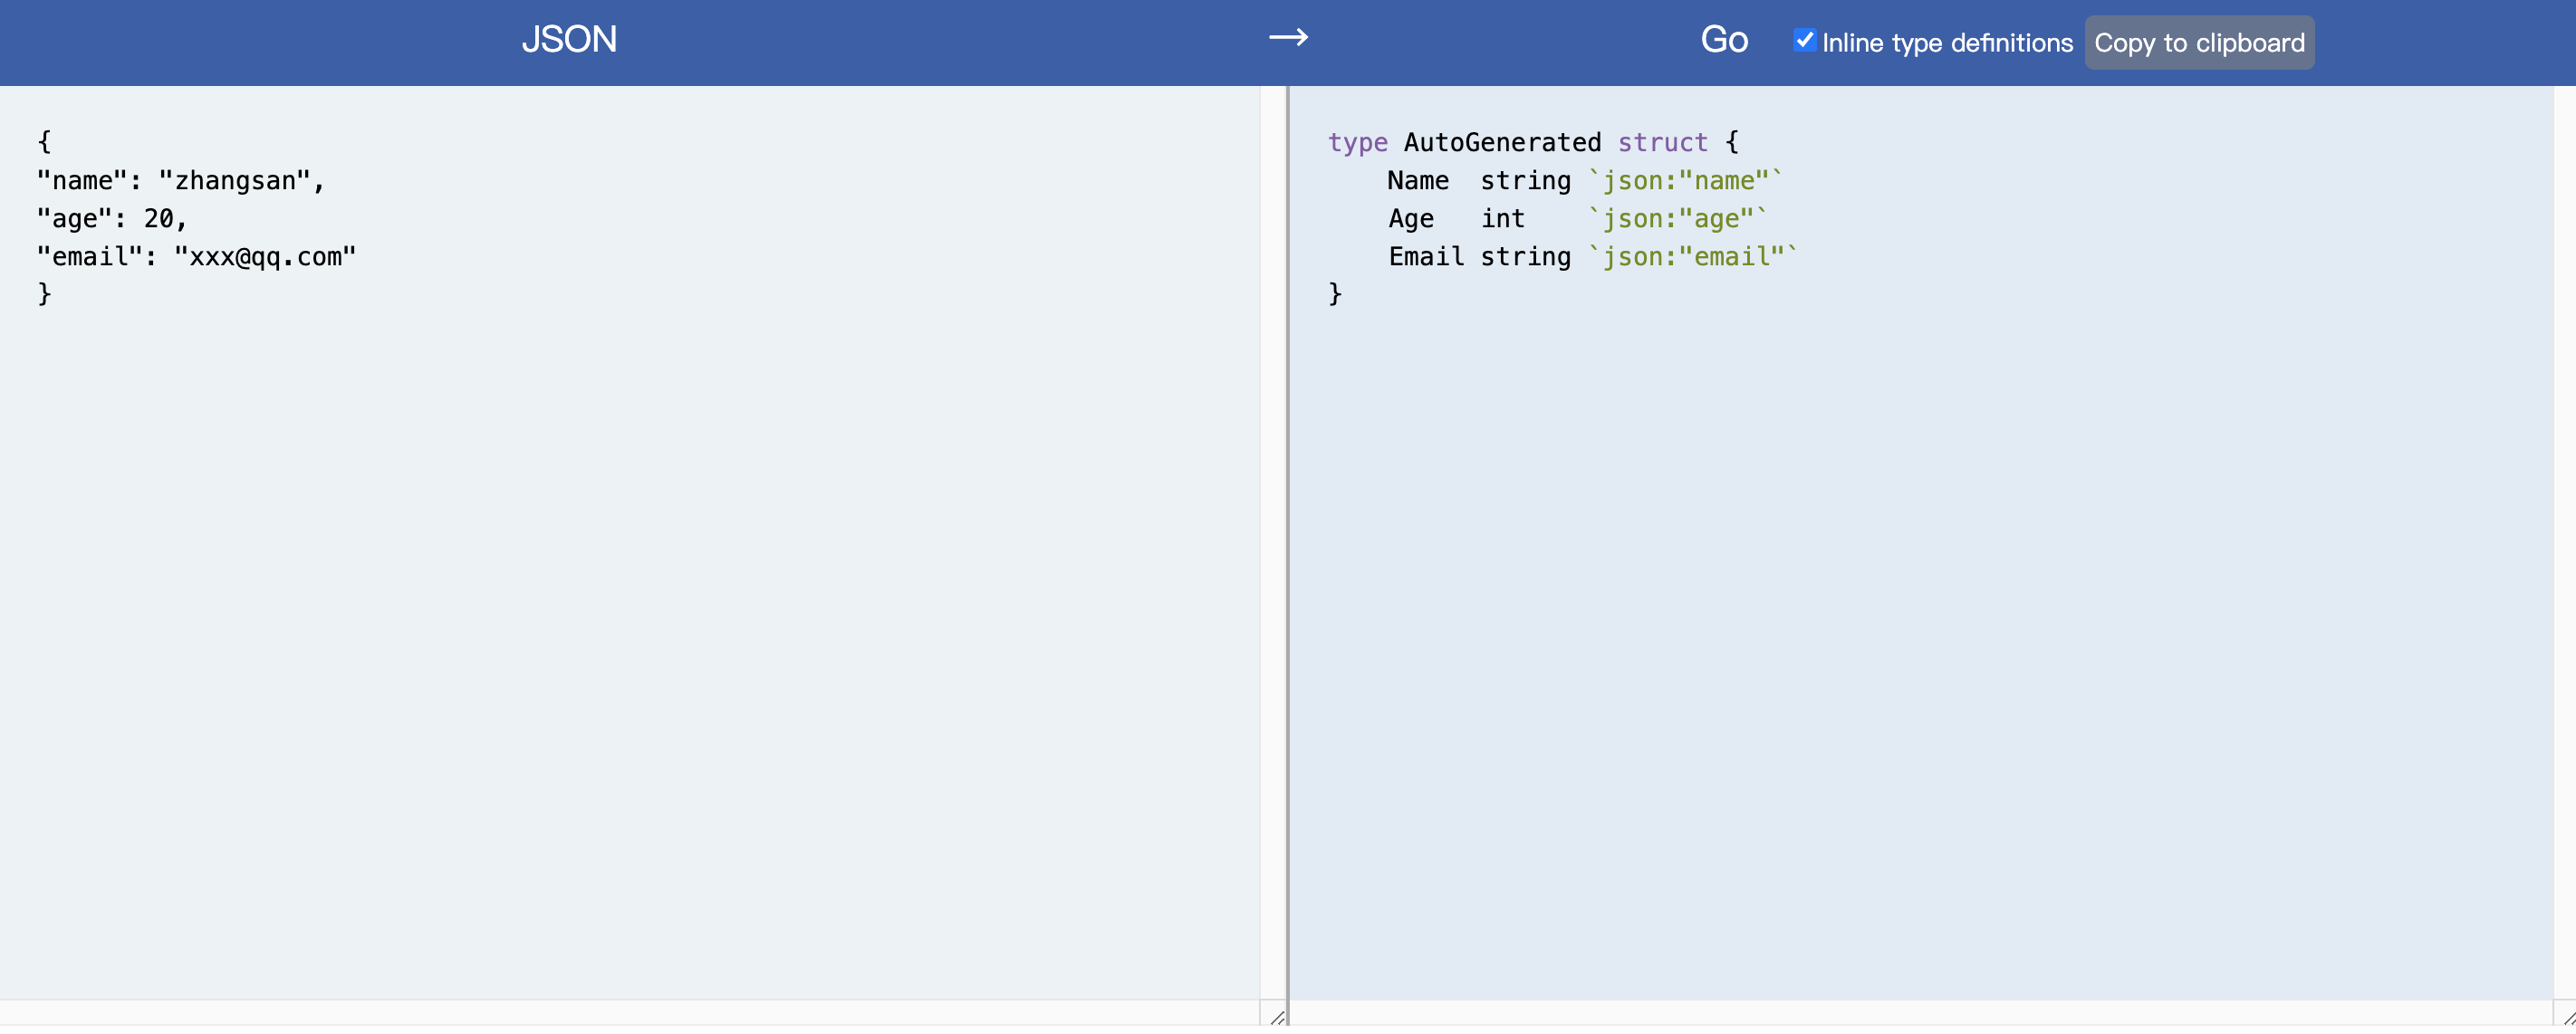 JSON → Go Inline type definitions Copy to clipboard
{
"name": "zhangsan",
"age": 20,
"email": "xxx@qq.com"
}
type AutoGenerated struct {
    Name  string `json:"name"`
    Age   int    `json:"age"`
    Email string `json:"email"`
}